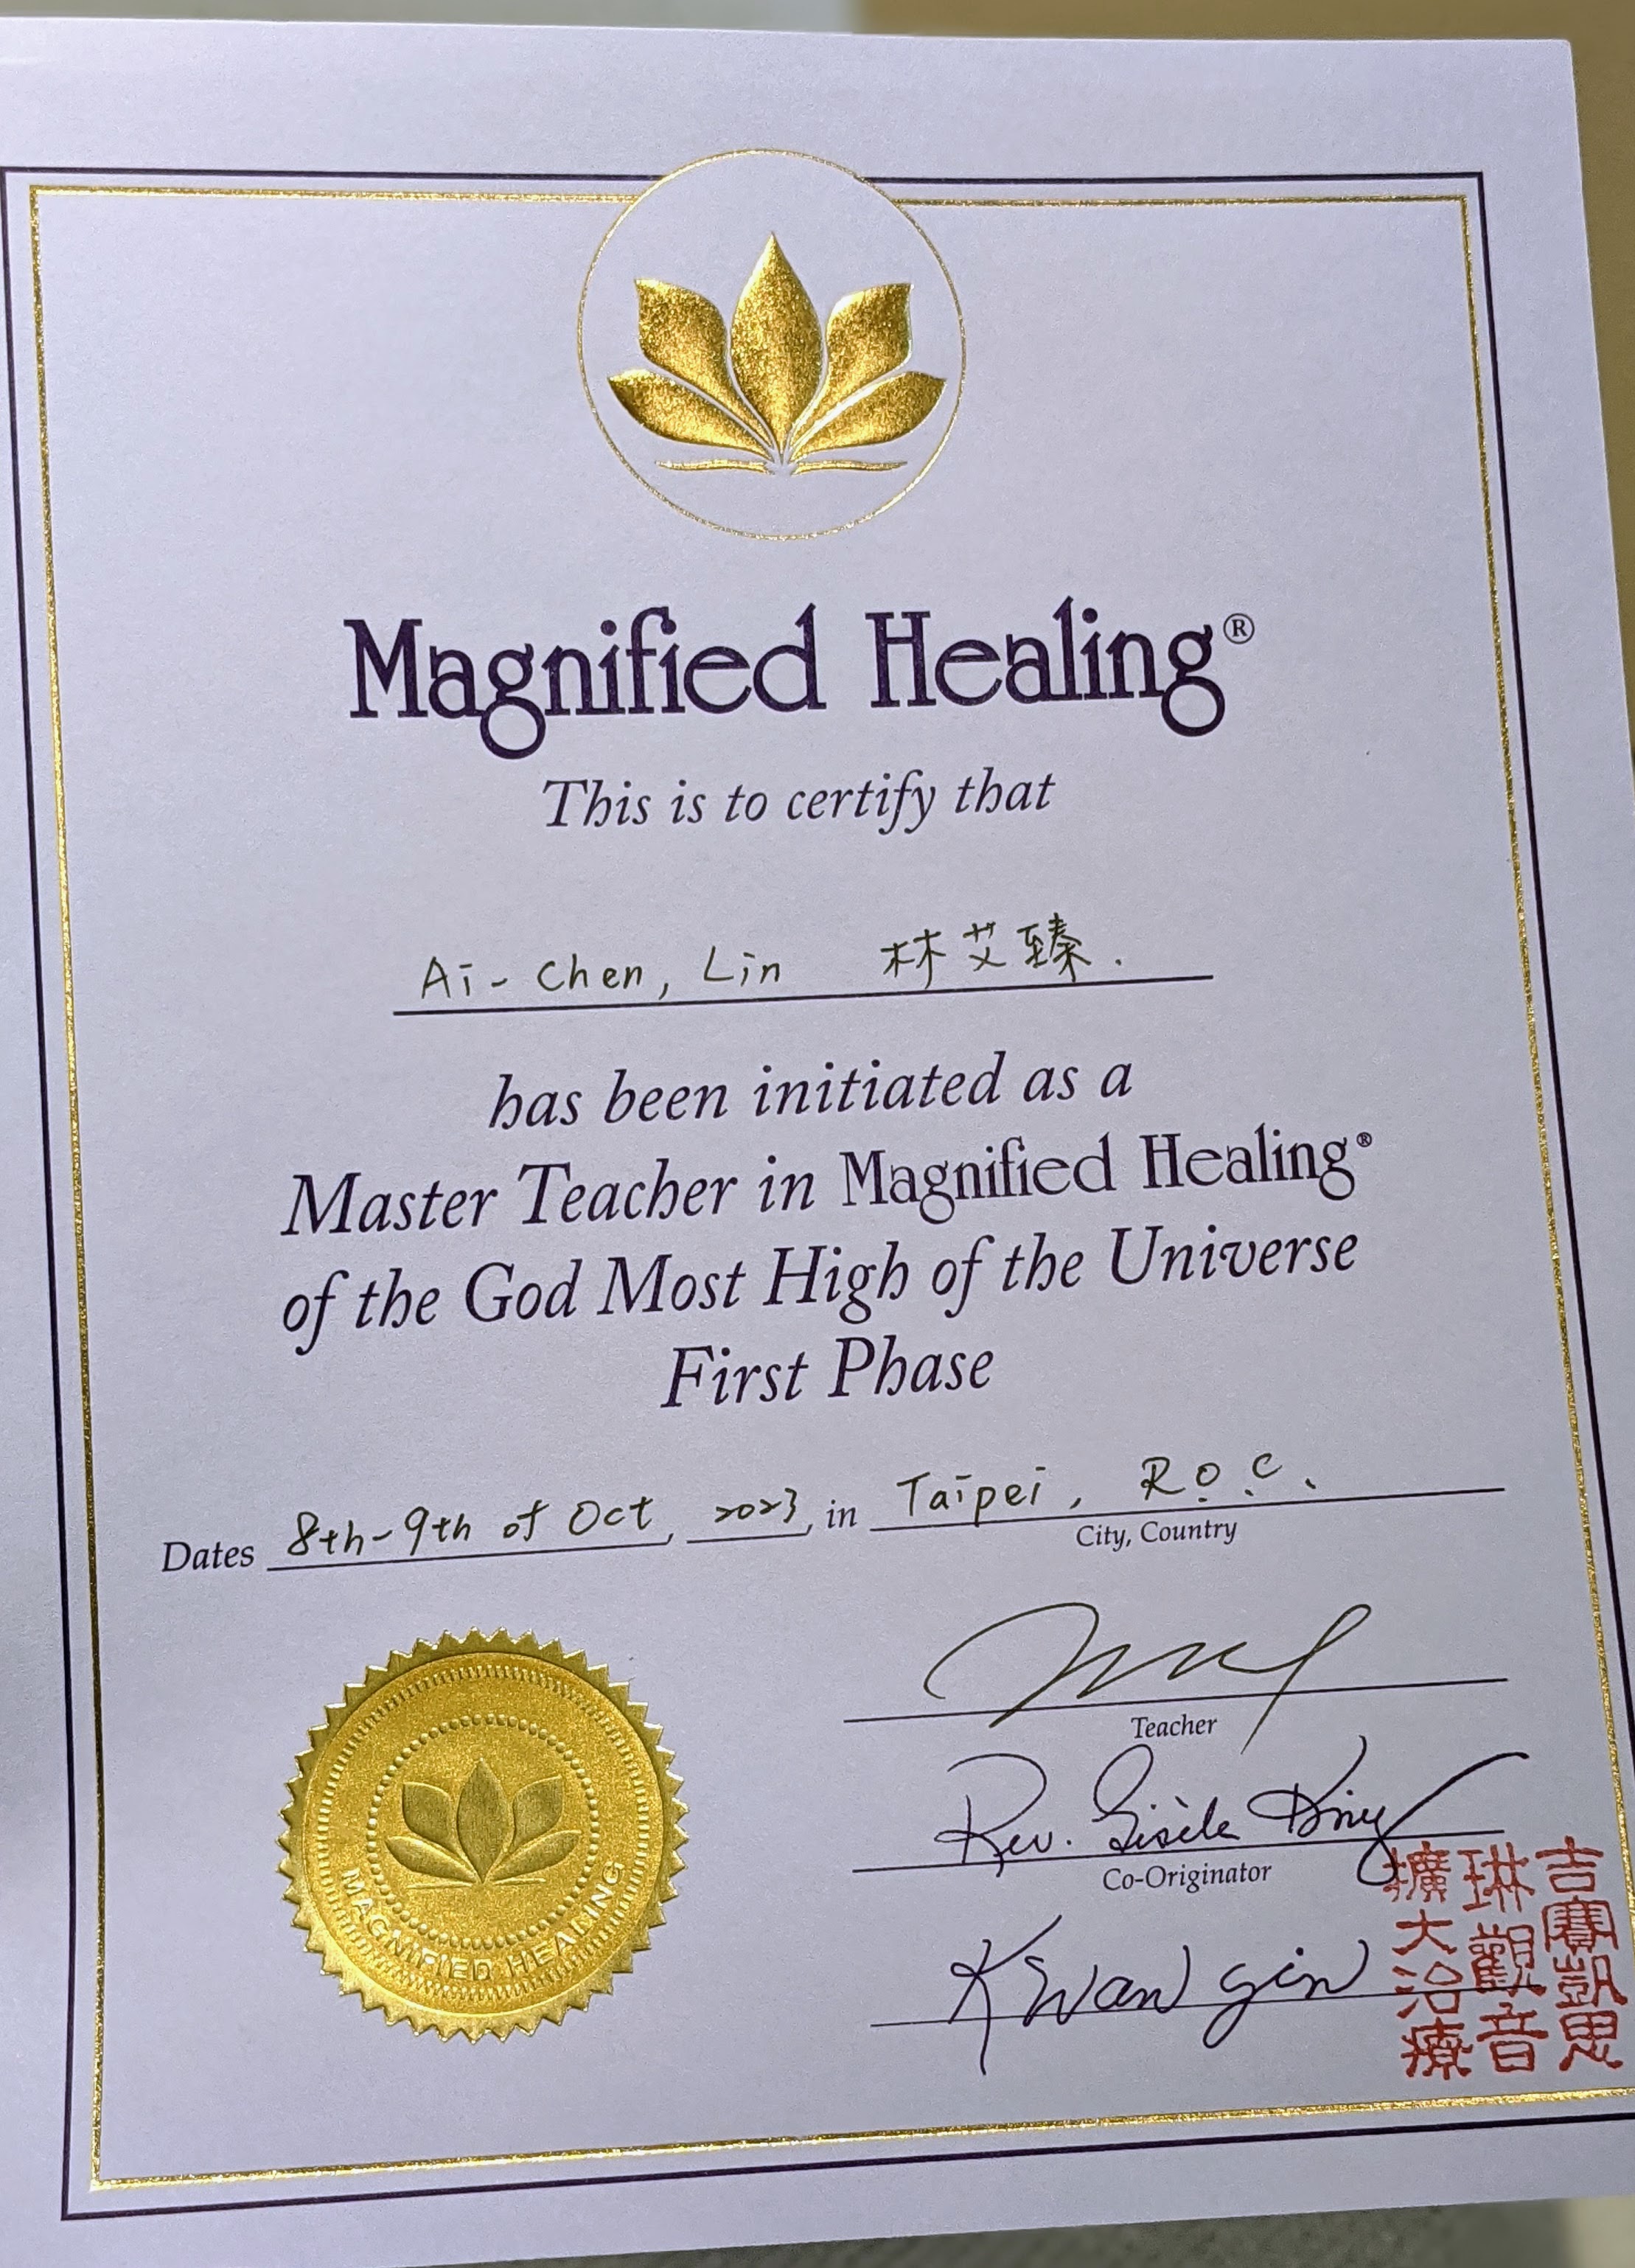 Magnified Healing®
This is to certify that
Ai-Chen, Lin 林艾臻.
has been initiated as a
Master Teacher in Magnified Healing®
of the God Most High of the Universe
First Phase
Dates 8th-9th of Oct, 2023, in Taipei, R.O.C.
City, Country
Teacher
Rev. Gisèle King
Co-Originator
Kwan Yin
吉賽凱思
琳觀音
擴大治療
MAGNIFIED HEALING